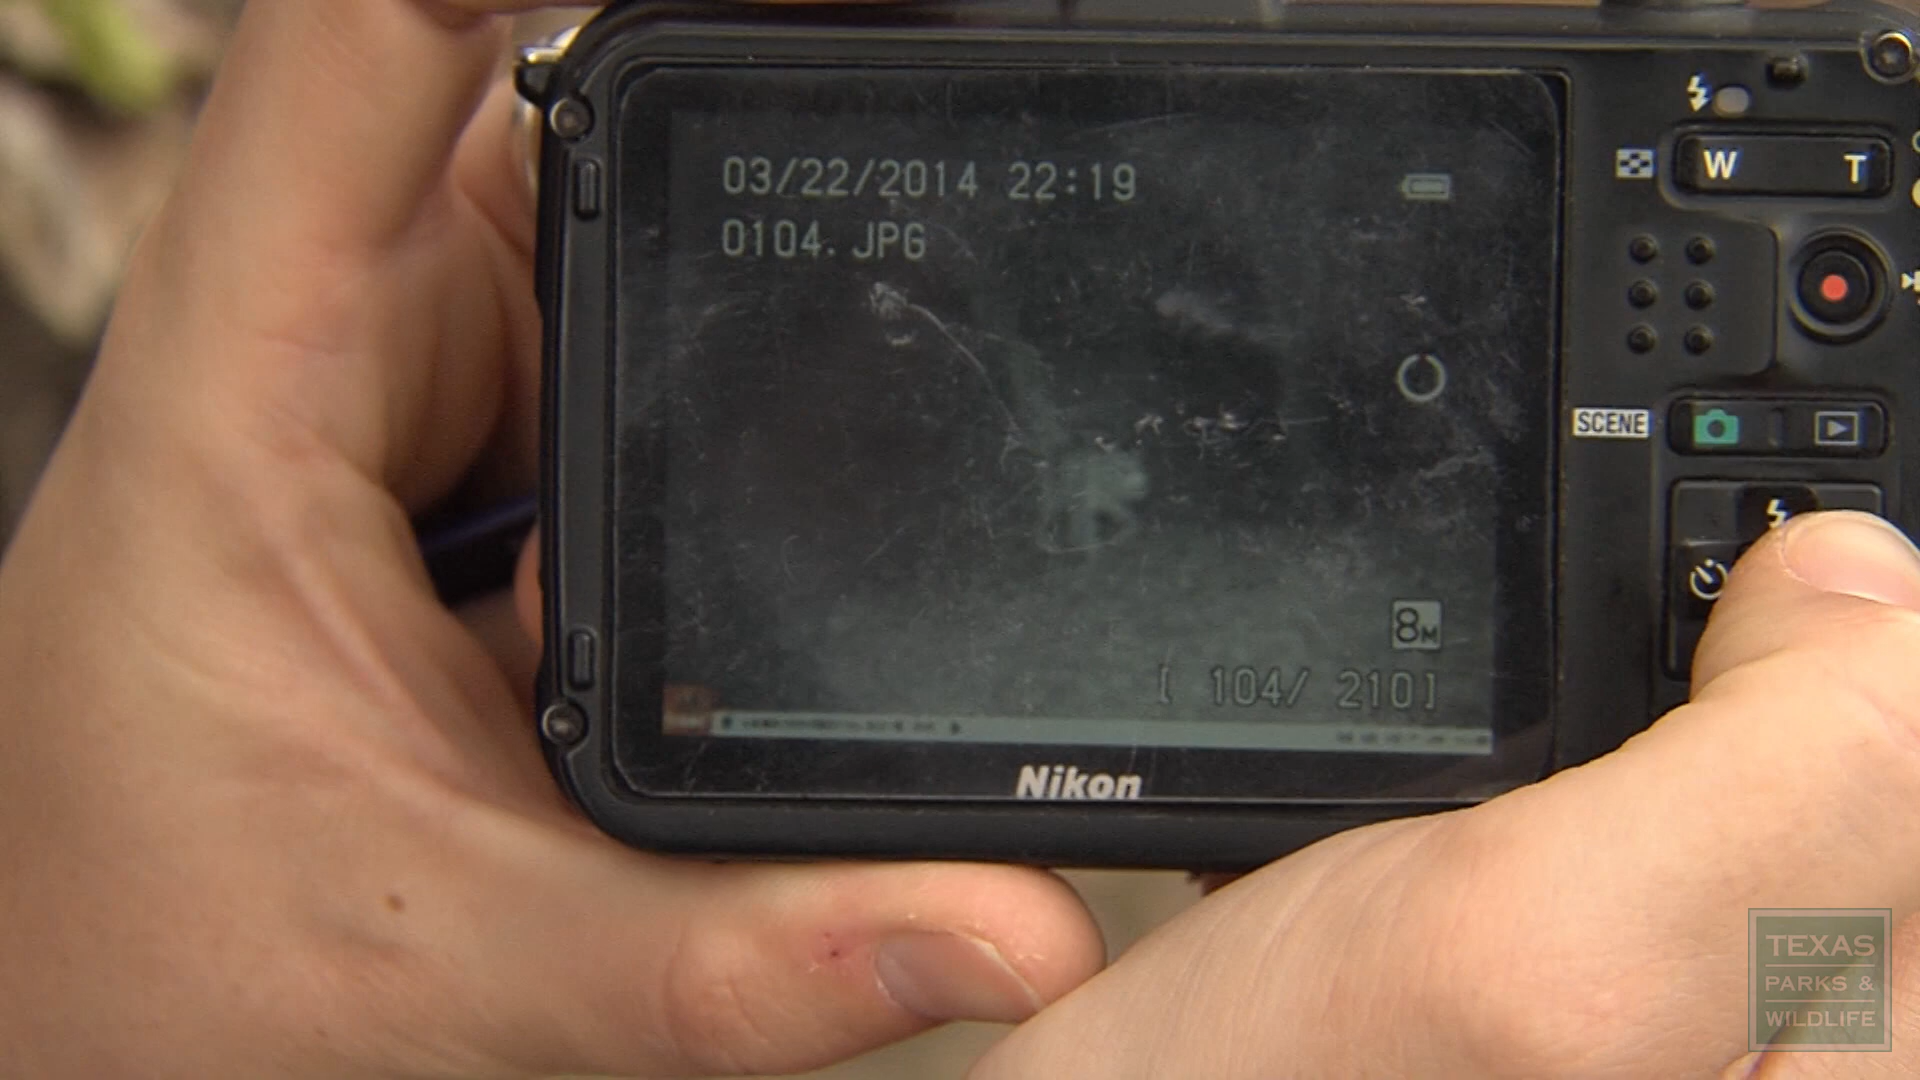 03/22/2014 22:19
0104.JPG
W T
SCENE
8M
[ 104/ 210]
Nikon
TEXAS
PARKS &
WILDLIFE